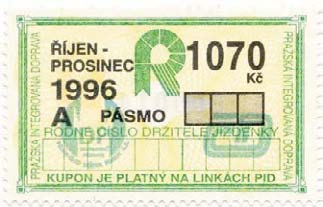 PRAŽSKÁ INTEGROVANÁ DOPRAVA
ŘÍJEN -
PROSINEC
1996
A PÁSMO
1070
Kč
RODNÉ ČÍSLO DRŽITELE JÍZDENKY
KUPON JE PLATNÝ NA LINKÁCH PID
PRAŽSKÁ INTEGROVANÁ DOPRAVA